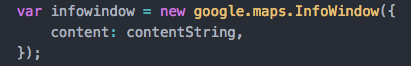 var infowindow = new google.maps.InfoWindow({
    content: contentString,
});